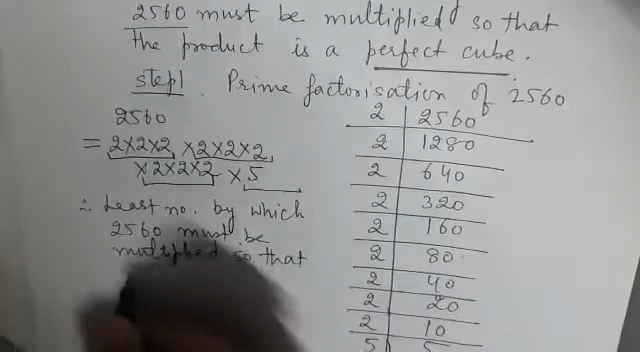 2560 must be multiplied so that
the product is a perfect cube.
step1. Prime factorisation of 2560
2560
= 2×2×2 ×2×2×2
×2×2×2 ×5
∴ Least no. by which
2560 must be
multiplied so that
2 2560
2 1280
2 640
2 320
2 160
2 80
2 40
2 20
2 10
5 5